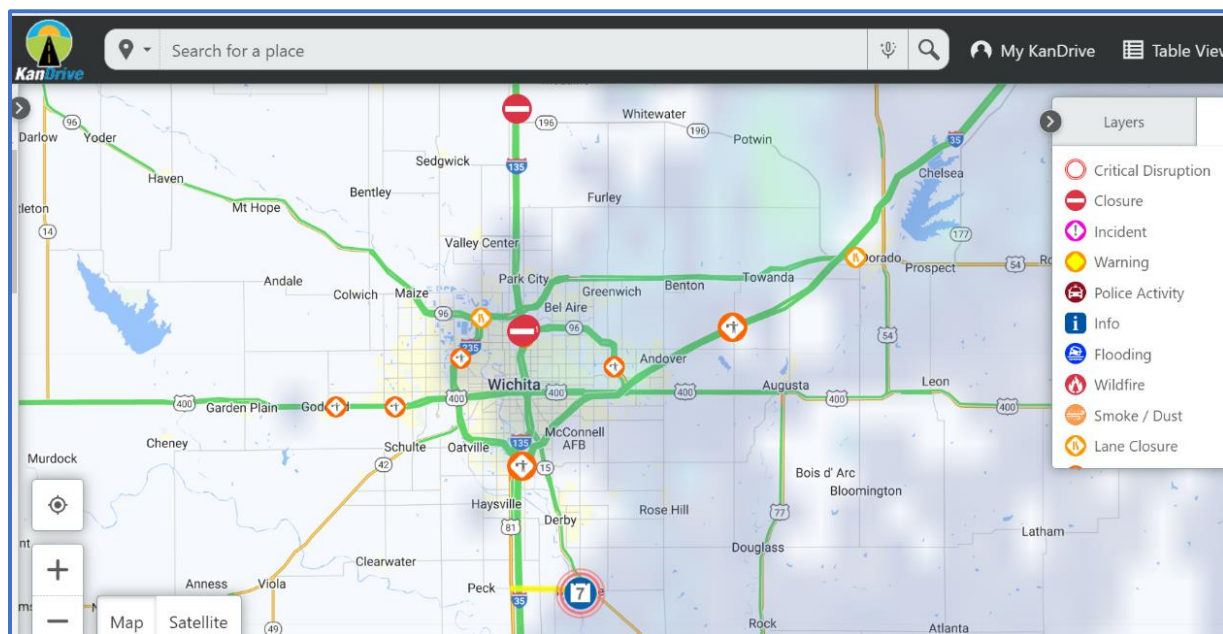 KanDrive
Search for a place
My KanDrive
Table View
Layers
Critical Disruption
Closure
Incident
Warning
Police Activity
Info
Flooding
Wildfire
Smoke / Dust
Lane Closure
96
Darlow
Yoder
Haven
Mt Hope
14
Andale
Colwich
Maize
96
Sedgwick
Bentley
Valley Center
135
196
Whitewater
196
Potwin
Furley
Park City
Greenwich
Benton
Towanda
Bel Aire
96
235
35
Chelsea
177
Prospect
54
54
Wichita
400
400
400
400
400
400
Andover
Augusta
Leon
Garden Plain
Cheney
Murdock
Schulte
Oatville
42
135
McConnell
AFB
15
Haysville
81
Derby
Rose Hill
Bois d' Arc
Bloomington
77
Latham
Douglass
Clearwater
Anness
Viola
Peck
35
7
49
Rock
Atlanta
+
−
Map
Satellite